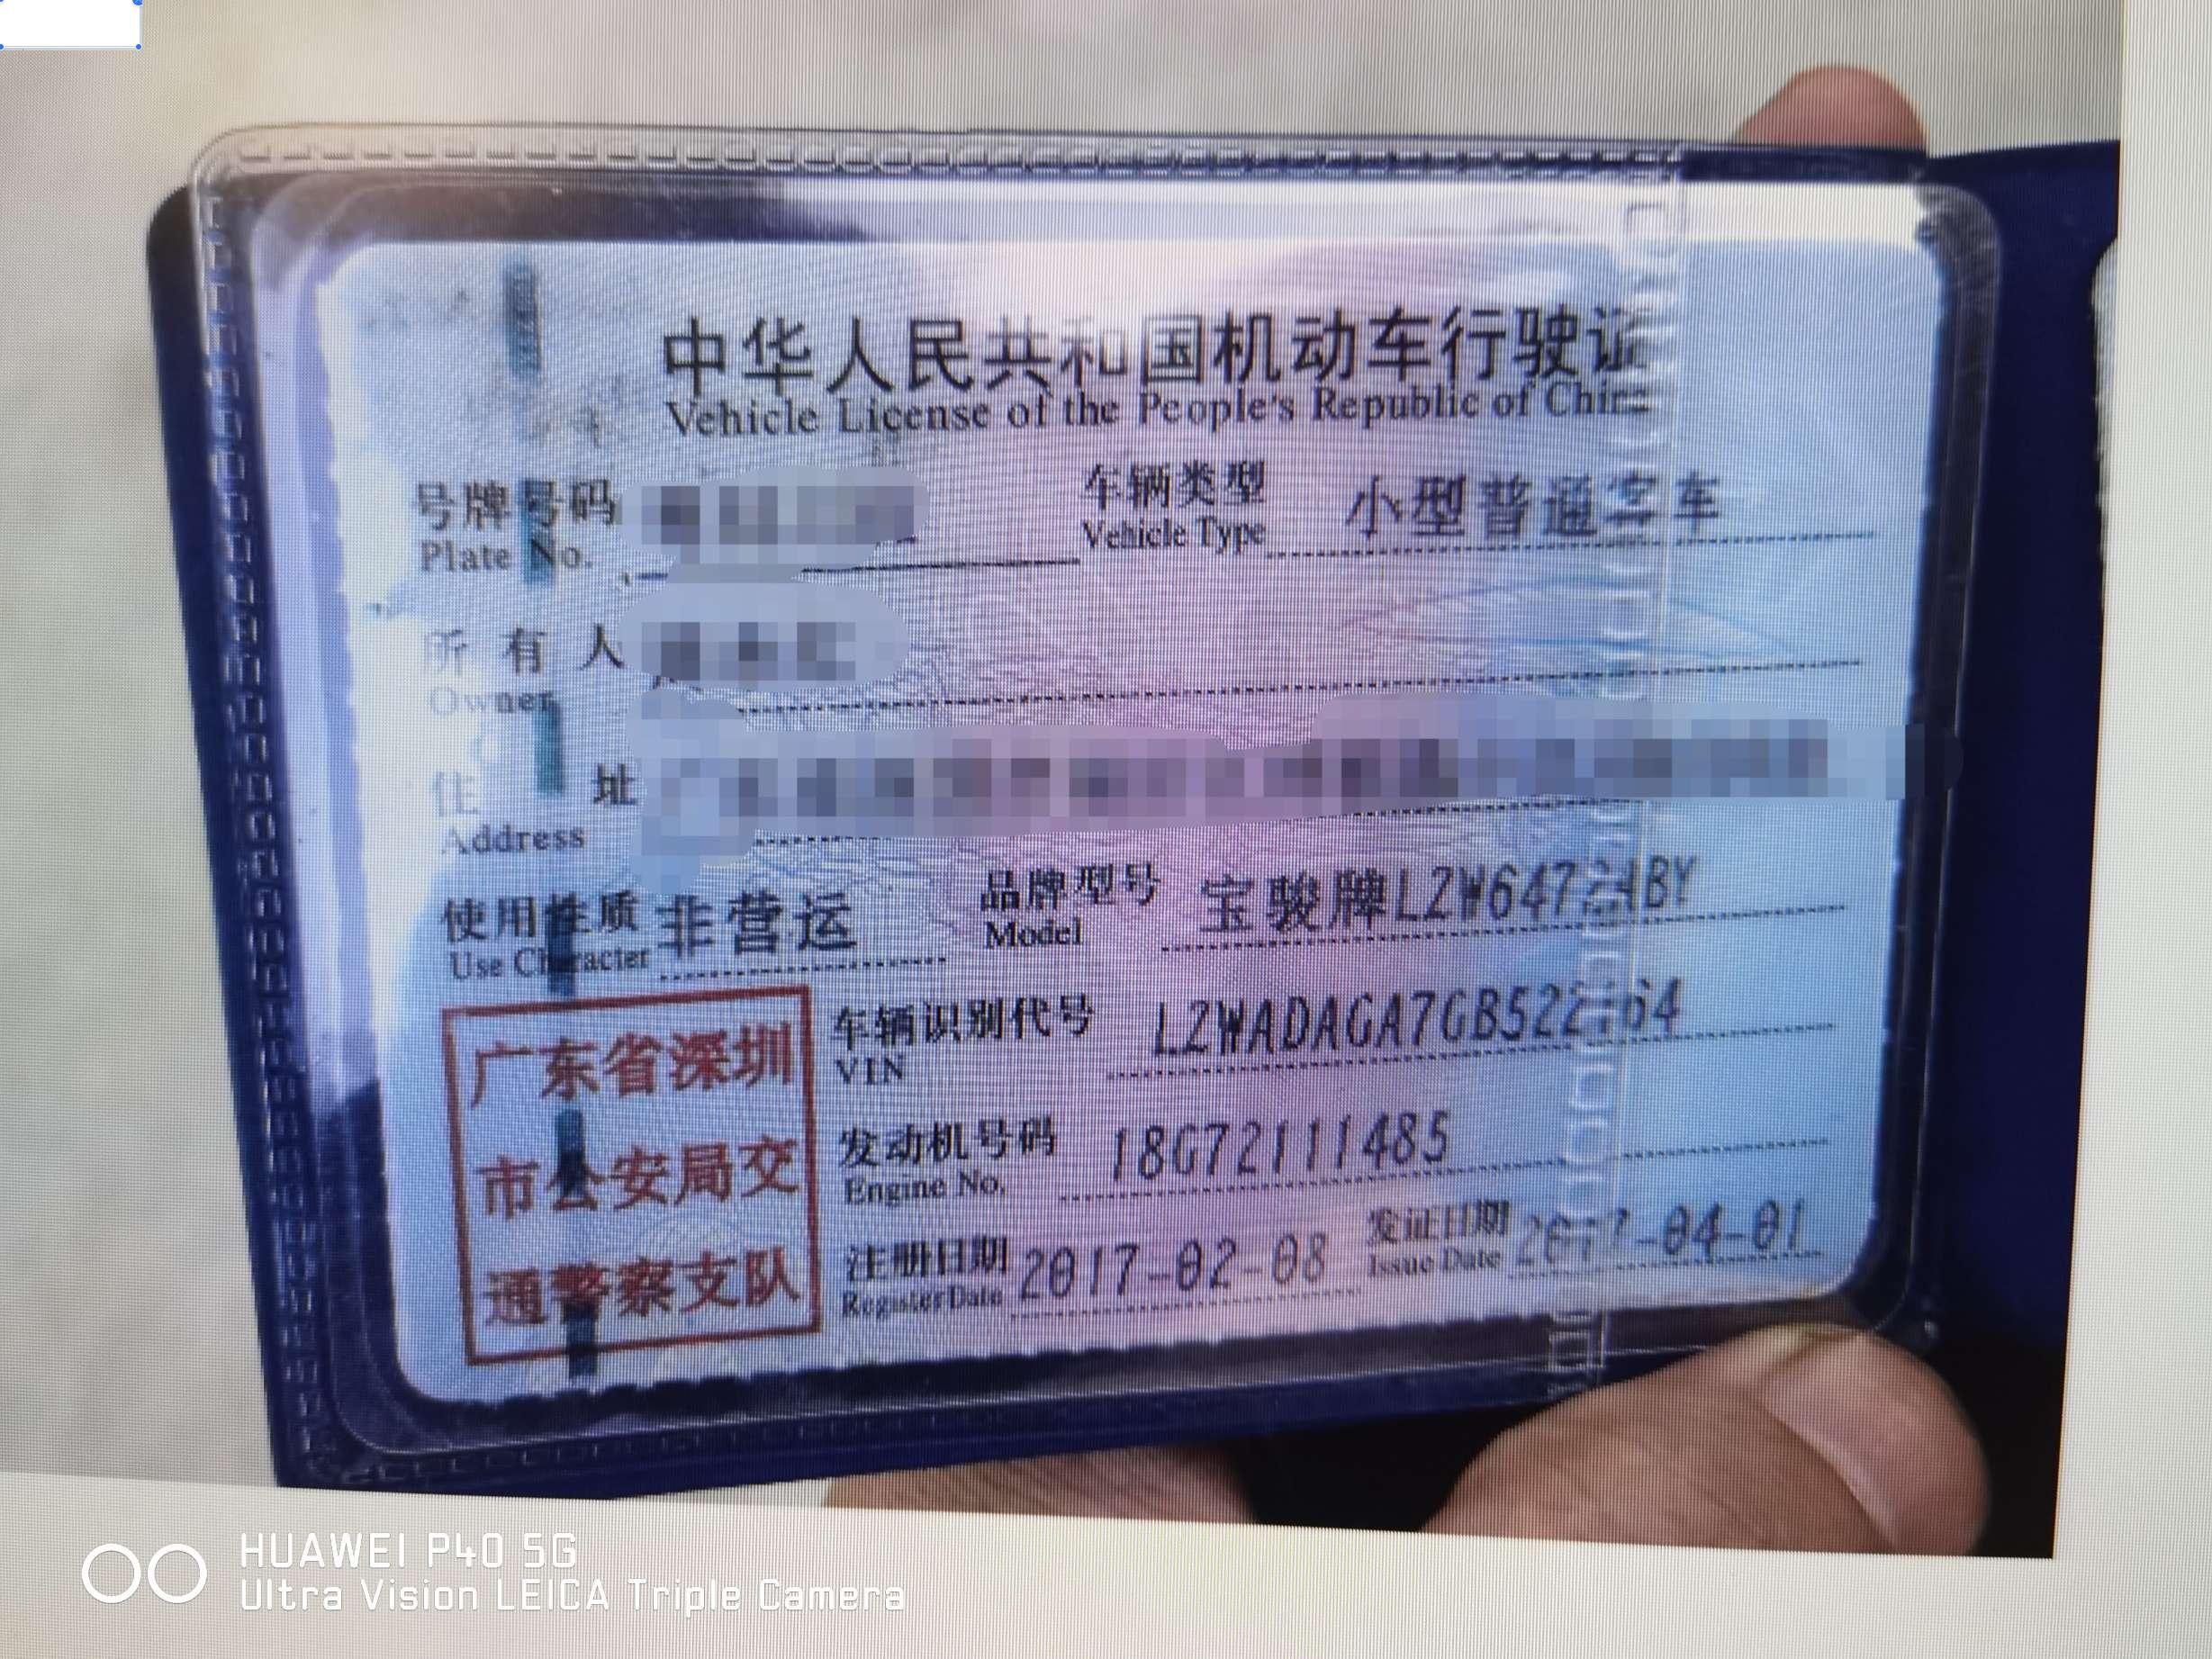 中华人民共和国机动车行驶证
Vehicle License of the People's Republic of China
号牌号码
Plate No.
车辆类型 小型普通客车
Vehicle Type
所有人
Owner
住址
Address
使用性质 非营运
Use Character
品牌型号 宝骏牌
Model
车辆识别代号
VIN
发动机号码 18G72111485
Engine No.
注册日期 2017-02-08
Register Date
发证日期 2017-04-01
Issue Date
广东省深圳
市公安局交
通警察支队
HUAWEI P40 5G
Ultra Vision LEICA Triple Camera